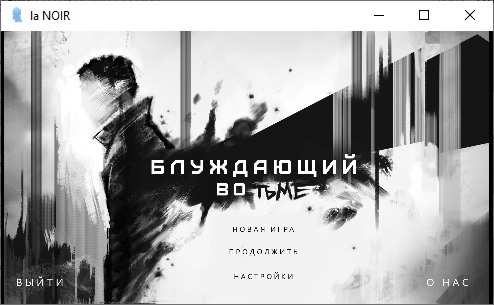 la NOIR
БЛУЖДАЮЩИЙ
ВО ТЬМЕ
НОВАЯ ИГРА
ПРОДОЛЖИТЬ
НАСТРОЙКИ
ВЫЙТИ
О НАС